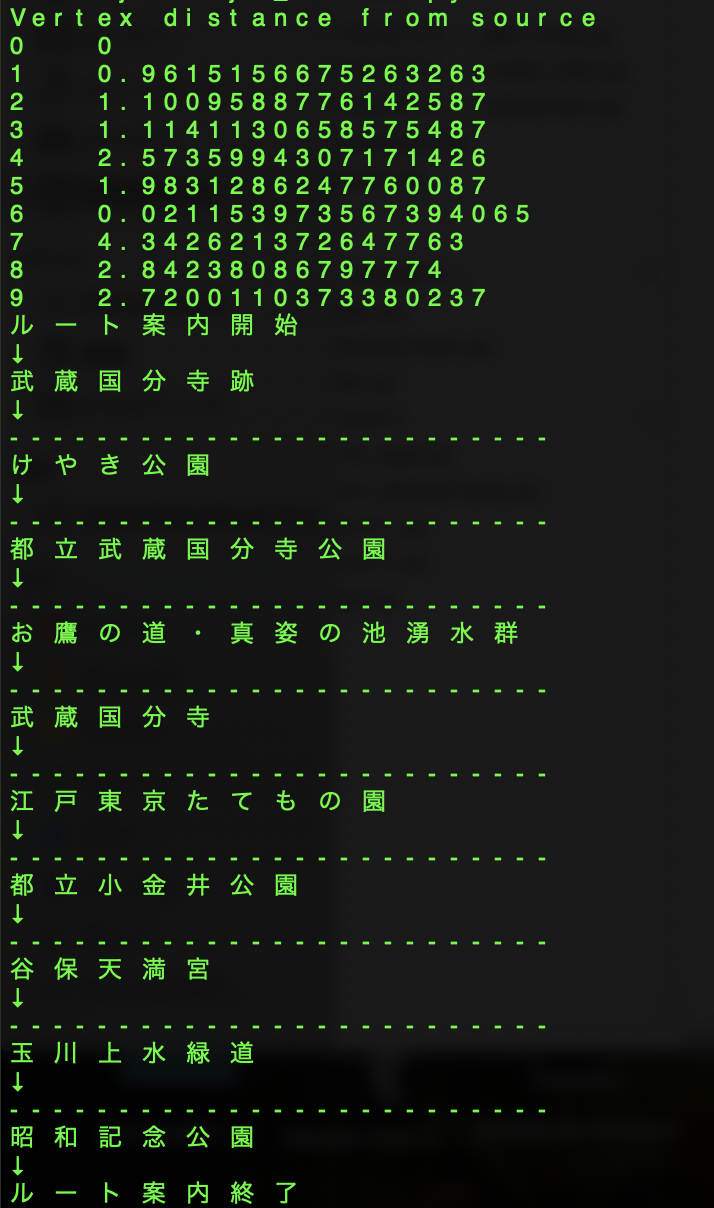 Vertex distance from source
0 0
1 0.9615156675263263
2 1.1009588776142587
3 1.1141130658575487
4 2.5735994307171426
5 1.9831286247760087
6 0.021153973567394065
7 4.342621372647763
8 2.84238086797774
9 2.7200110373380237
ルート案内開始
↓
武蔵国分寺跡
↓
-------------------------
けやき公園
↓
-------------------------
都立武蔵国分寺公園
↓
-------------------------
お鷹の道・真姿の池湧水群
↓
-------------------------
武蔵国分寺
↓
-------------------------
江戸東京たてもの園
↓
-------------------------
都立小金井公園
↓
-------------------------
谷保天満宮
↓
-------------------------
玉川上水緑道
↓
-------------------------
昭和記念公園
↓
ルート案内終了